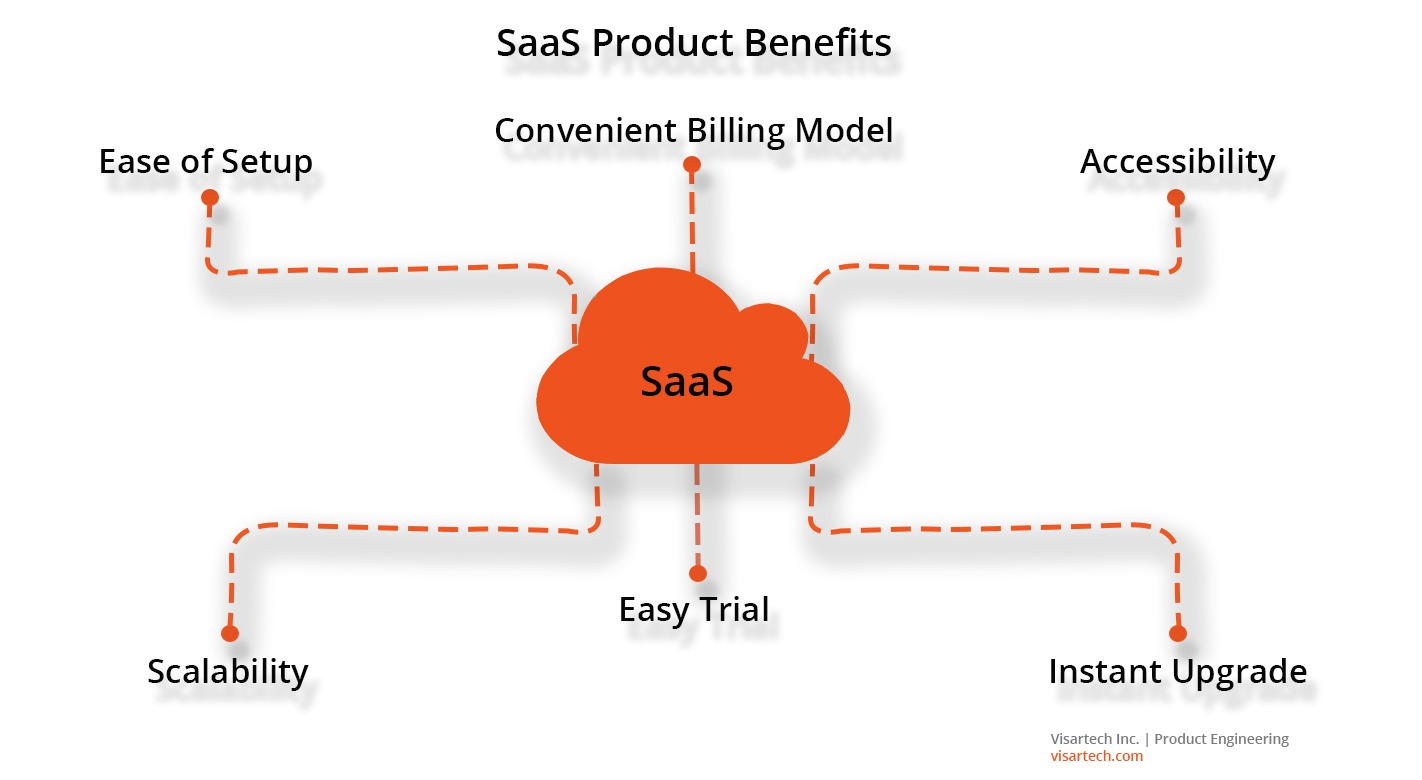 SaaS Product Benefits
Convenient Billing Model
Ease of Setup
Accessibility
SaaS
Easy Trial
Scalability
Instant Upgrade
Visartech Inc. | Product Engineering
visartech.com